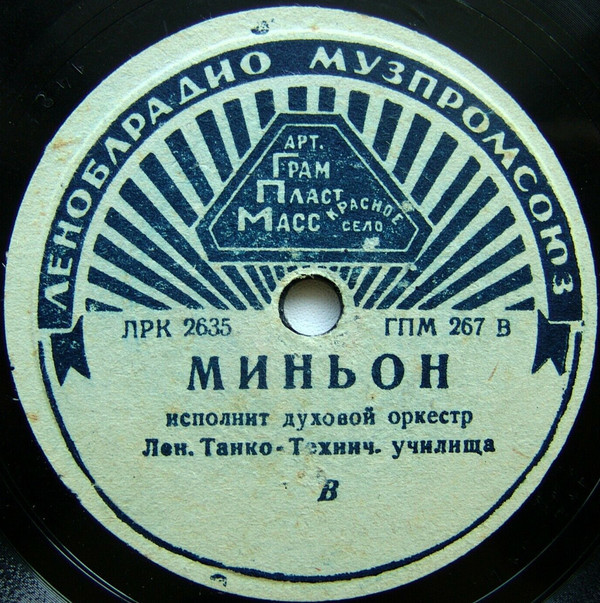 ЛЕНОБЛРАДИО МУЗПРОМСОЮЗ
АРТ.
ГРАМ
ПЛАСТ
МАСС
КРАСНОЕ
СЕЛО
ЛРК 2635 ГПМ 267 В
МИНЬОН
исполнит духовой оркестр
Лен. Танко-Технич. училища
В